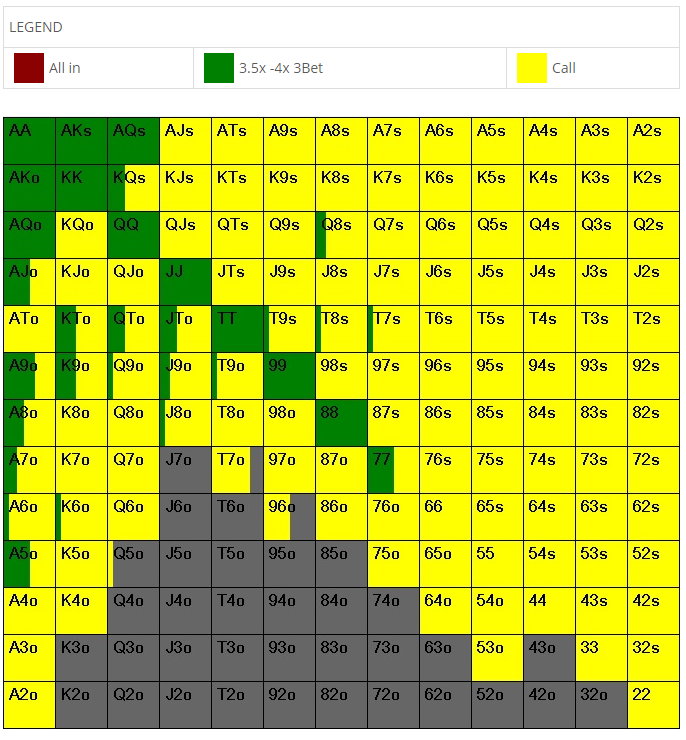 LEGEND
All in 3.5x -4x 3Bet Call
AA AKs AQs AJs ATs A9s A8s A7s A6s A5s A4s A3s A2s
AKo KK KQs KJs KTs K9s K8s K7s K6s K5s K4s K3s K2s
AQo KQo QQ QJs QTs Q9s Q8s Q7s Q6s Q5s Q4s Q3s Q2s
AJo KJo QJo JJ JTs J9s J8s J7s J6s J5s J4s J3s J2s
ATo KTo QTo JTo TT T9s T8s T7s T6s T5s T4s T3s T2s
A9o K9o Q9o J9o T9o 99 98s 97s 96s 95s 94s 93s 92s
A8o K8o Q8o J8o T8o 98o 88 87s 86s 85s 84s 83s 82s
A7o K7o Q7o J7o T7o 97o 87o 77 76s 75s 74s 73s 72s
A6o K6o Q6o J6o T6o 96o 86o 76o 66 65s 64s 63s 62s
A5o K5o Q5o J5o T5o 95o 85o 75o 65o 55 54s 53s 52s
A4o K4o Q4o J4o T4o 94o 84o 74o 64o 54o 44 43s 42s
A3o K3o Q3o J3o T3o 93o 83o 73o 63o 53o 43o 33 32s
A2o K2o Q2o J2o T2o 92o 82o 72o 62o 52o 42o 32o 22